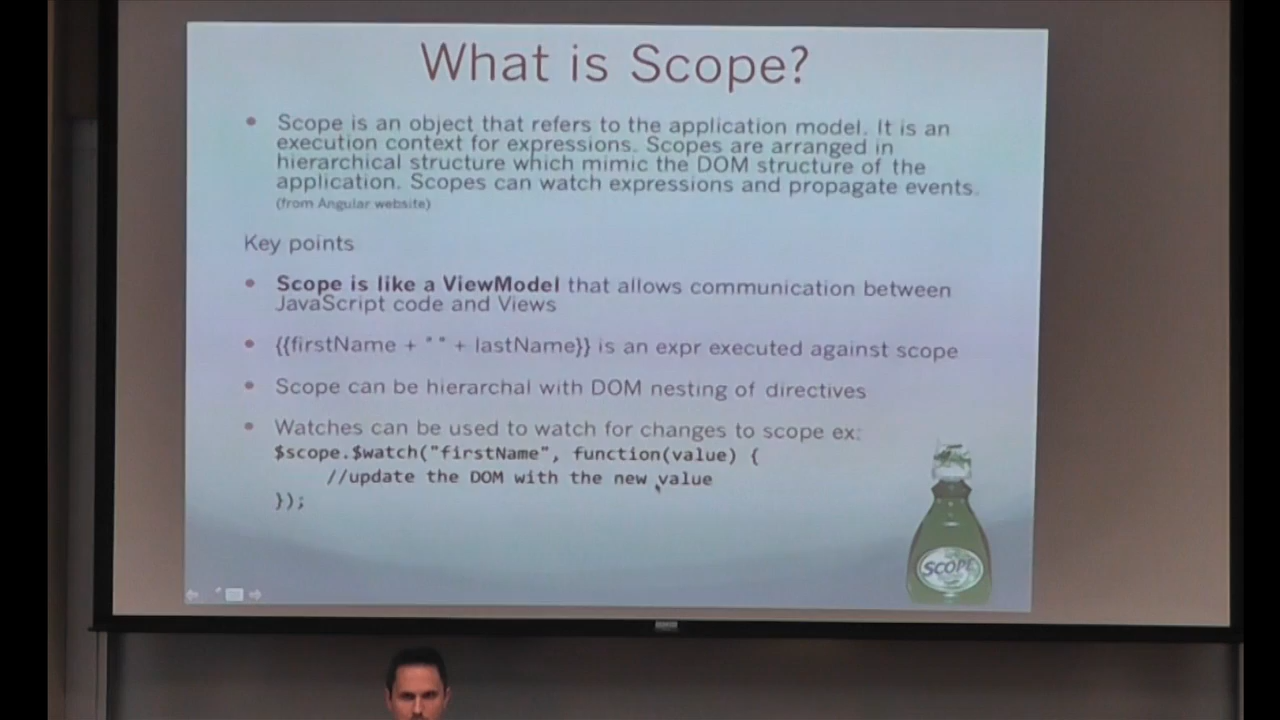 What is Scope?
• Scope is an object that refers to the application model. It is an
execution context for expressions. Scopes are arranged in
hierarchical structure which mimic the DOM structure of the
application. Scopes can watch expressions and propagate events.
(from Angular website)
Key points
• Scope is like a ViewModel that allows communication between
JavaScript code and Views
• {{firstName + " " + lastName}} is an expr executed against scope
• Scope can be hierarchal with DOM nesting of directives
• Watches can be used to watch for changes to scope ex:
$scope.$watch("firstName", function(value) {
//update the DOM with the new value
});
SCOPE